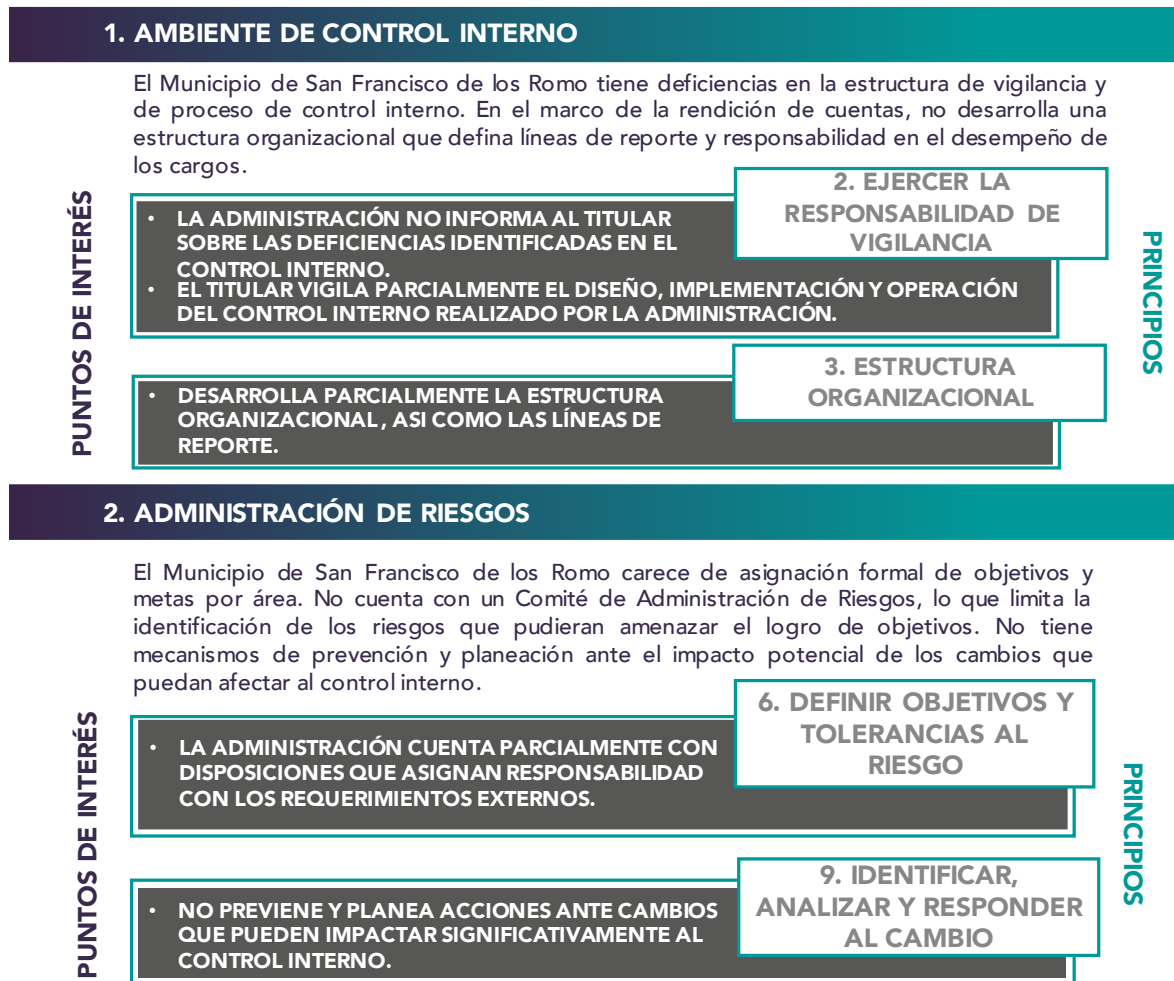 1. AMBIENTE DE CONTROL INTERNO
El Municipio de San Francisco de los Romo tiene deficiencias en la estructura de vigilancia y
de proceso de control interno. En el marco de la rendición de cuentas, no desarrolla una
estructura organizacional que defina líneas de reporte y responsabilidad en el desempeño de
los cargos.
PUNTOS DE INTERÉS
2. EJERCER LA
RESPONSABILIDAD DE
VIGILANCIA
• LA ADMINISTRACIÓN NO INFORMA AL TITULAR
SOBRE LAS DEFICIENCIAS IDENTIFICADAS EN EL
CONTROL INTERNO.
• EL TITULAR VIGILA PARCIALMENTE EL DISEÑO, IMPLEMENTACIÓN Y OPERACIÓN
DEL CONTROL INTERNO REALIZADO POR LA ADMINISTRACIÓN.
3. ESTRUCTURA
ORGANIZACIONAL
• DESARROLLA PARCIALMENTE LA ESTRUCTURA
ORGANIZACIONAL, ASI COMO LAS LÍNEAS DE
REPORTE.
PRINCIPIOS
2. ADMINISTRACIÓN DE RIESGOS
El Municipio de San Francisco de los Romo carece de asignación formal de objetivos y
metas por área. No cuenta con un Comité de Administración de Riesgos, lo que limita la
identificación de los riesgos que pudieran amenazar el logro de objetivos. No tiene
mecanismos de prevención y planeación ante el impacto potencial de los cambios que
puedan afectar al control interno.
PUNTOS DE INTERÉS
6. DEFINIR OBJETIVOS Y
TOLERANCIAS AL
RIESGO
• LA ADMINISTRACIÓN CUENTA PARCIALMENTE CON
DISPOSICIONES QUE ASIGNAN RESPONSABILIDAD
CON LOS REQUERIMIENTOS EXTERNOS.
9. IDENTIFICAR,
ANALIZAR Y RESPONDER
AL CAMBIO
• NO PREVIENE Y PLANEA ACCIONES ANTE CAMBIOS
QUE PUEDEN IMPACTAR SIGNIFICATIVAMENTE AL
CONTROL INTERNO.
PRINCIPIOS